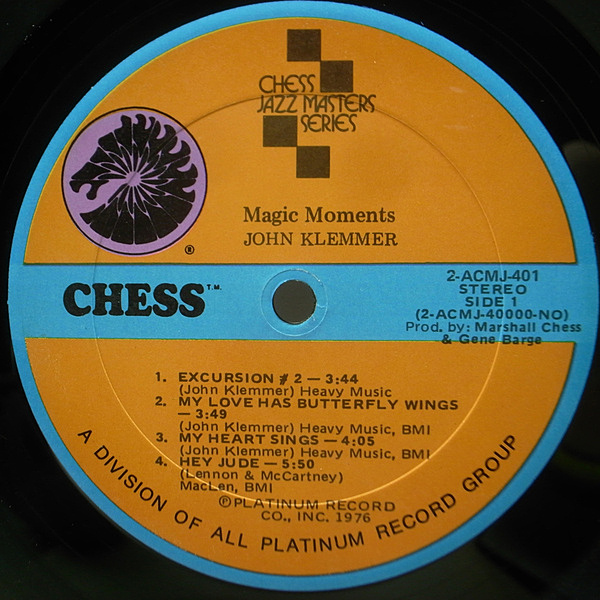 CHESS
JAZZ MASTERS
SERIES
®
Magic Moments
JOHN KLEMMER
CHESS T.M.
2-ACMJ-401
STEREO
SIDE 1
(2-ACMJ-40000-NO)
Prod. by: Marshall Chess
& Gene Barge
1. EXCURSION # 2 — 3:44
(John Klemmer) Heavy Music
2. MY LOVE HAS BUTTERFLY WINGS
— 3:49
(John Klemmer) Heavy Music, BMI
3. MY HEART SINGS — 4:05
(John Klemmer) Heavy Music, BMI
4. HEY JUDE — 5:50
(Lennon & McCartney)
MacLen, BMI
℗PLATINUM RECORD
CO., INC. 1976
A DIVISION OF ALL PLATINUM RECORD GROUP